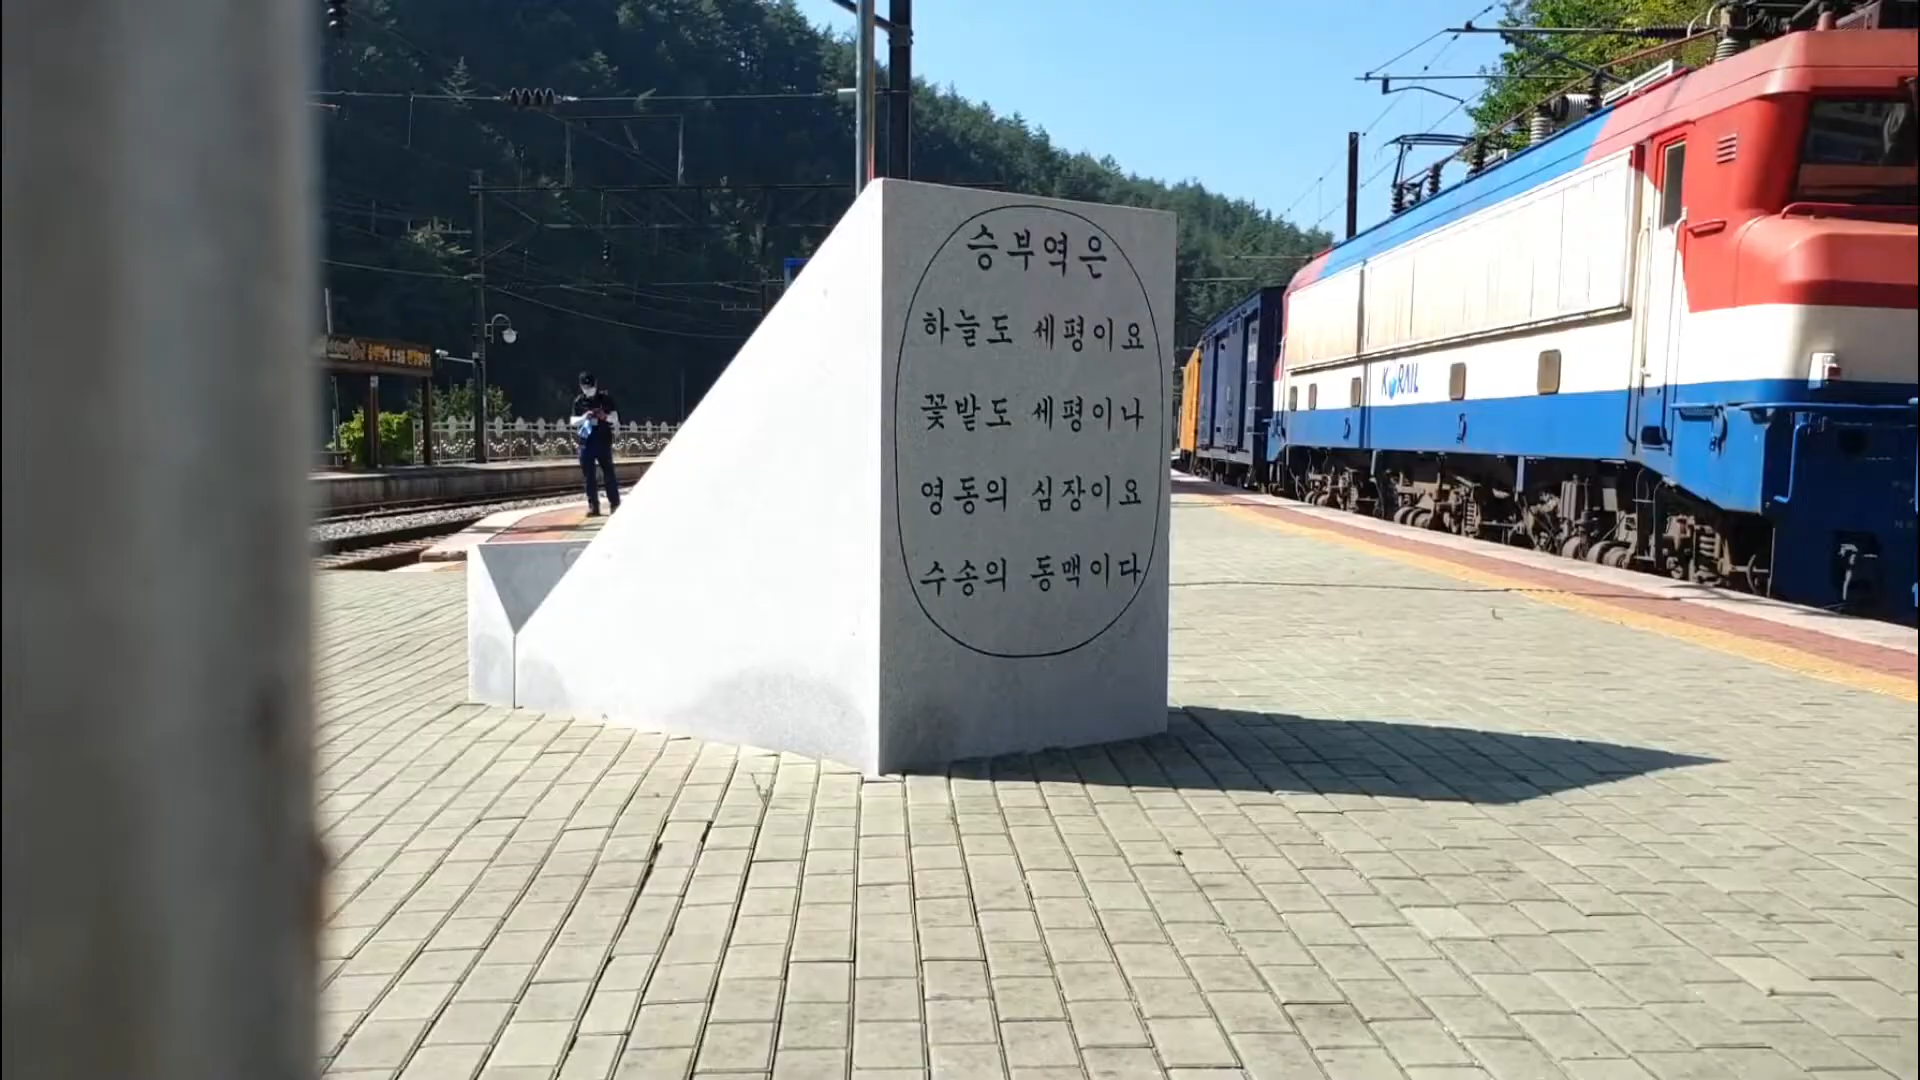 승부역은
하늘도 세평이요
꽃밭도 세평이나
영동의 심장이요
수송의 동맥이다
KORAIL